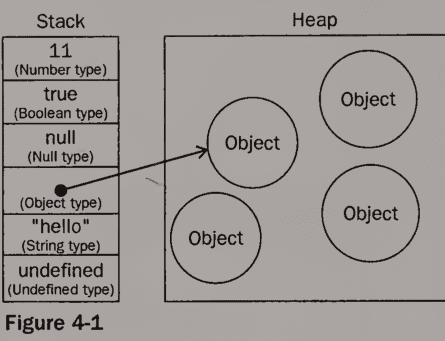 Stack
Heap
11
(Number type)
true
(Boolean type)
null
(Null type)
(Object type)
"hello"
(String type)
undefined
(Undefined type)
Object
Object
Object
Object
Figure 4-1